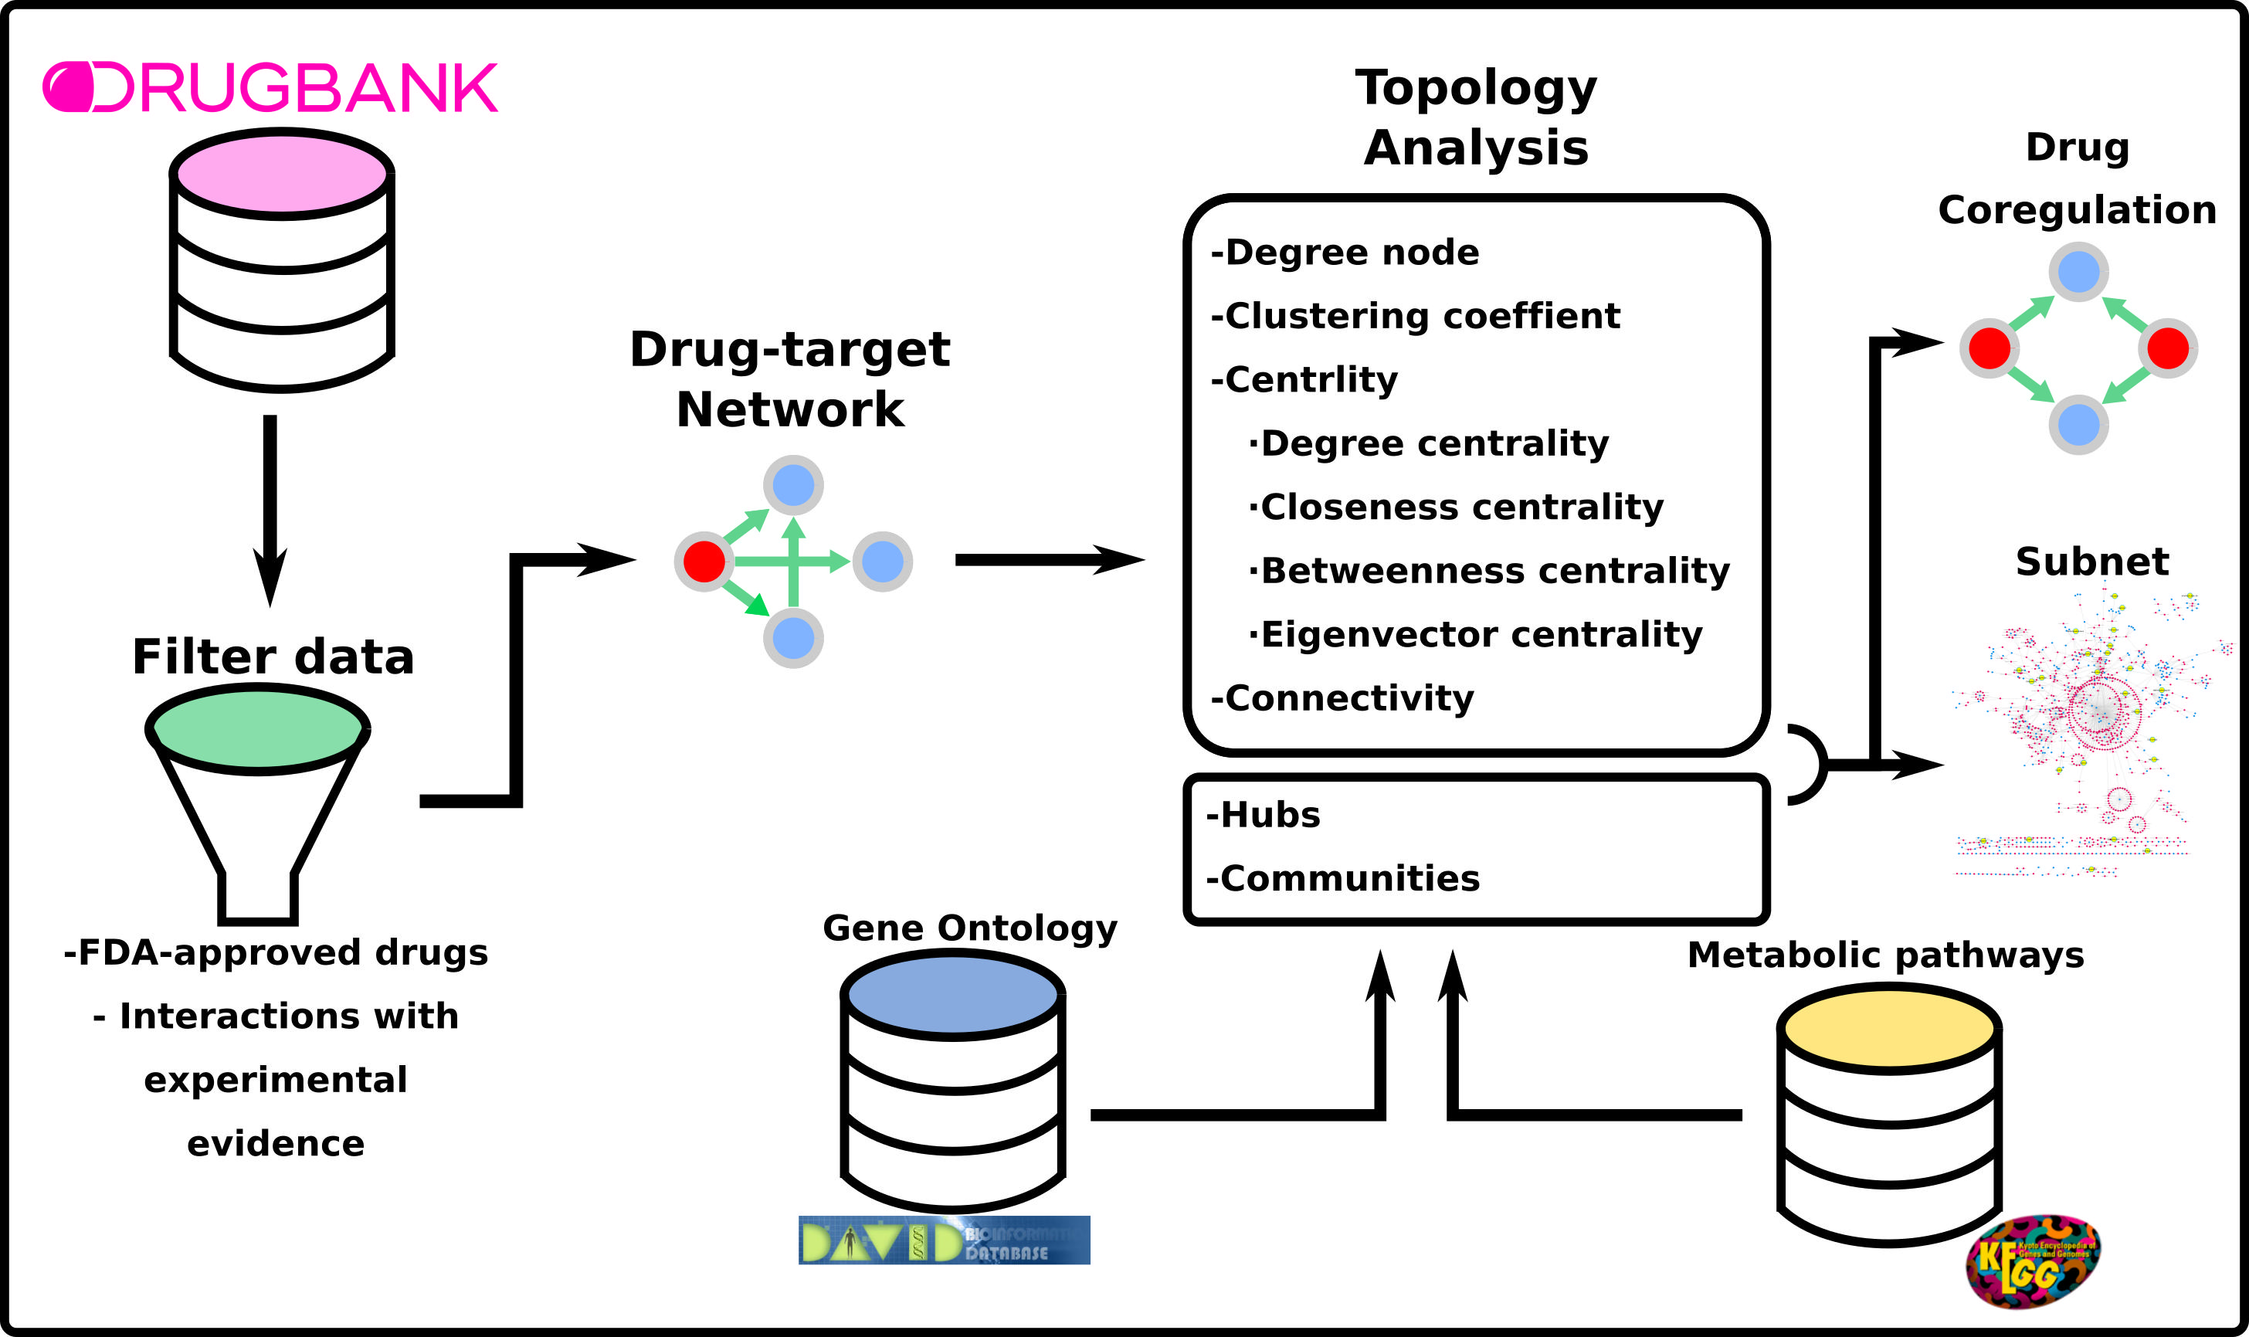 DRUGBANK
Filter data
-FDA-approved drugs
- Interactions with
experimental
evidence
Drug-target
Network
Topology
Analysis
-Degree node
-Clustering coeffient
-Centrlity
·Degree centrality
·Closeness centrality
·Betweenness centrality
·Eigenvector centrality
-Connectivity
-Hubs
-Communities
Gene Ontology
DAVID
BIOINFORMATI
DATABASE
Metabolic pathways
KEGG
Kyoto Encyclopedia of
Genes and Genomes
Drug
Coregulation
Subnet